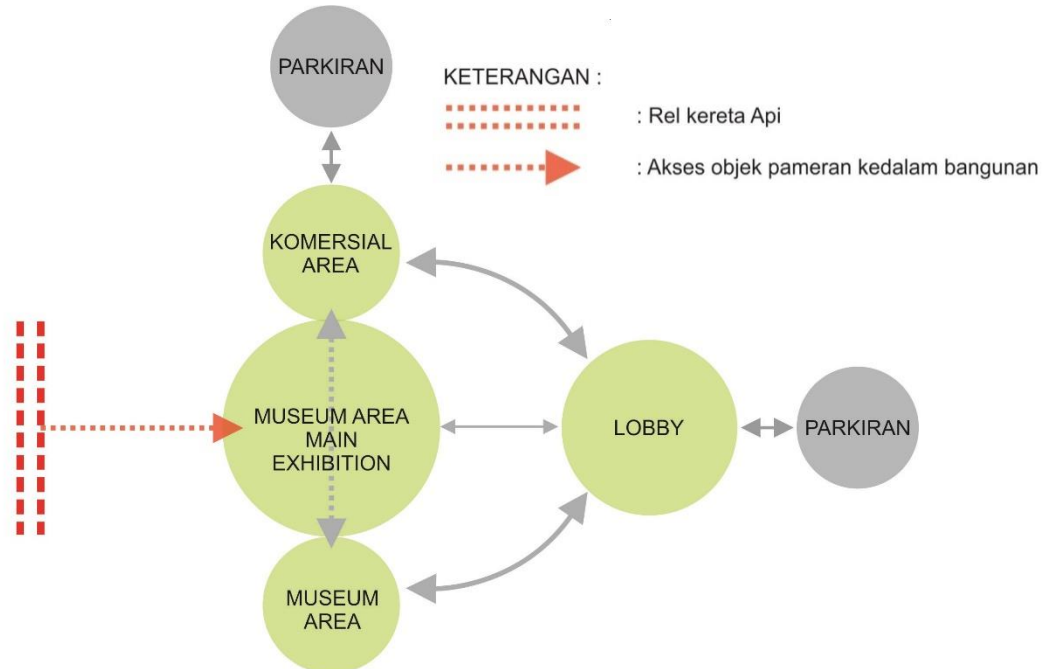 PARKIRAN
KETERANGAN :
: Rel kereta Api
: Akses objek pameran kedalam bangunan
KOMERSIAL
AREA
MUSEUM AREA
MAIN
EXHIBITION
LOBBY
PARKIRAN
MUSEUM
AREA